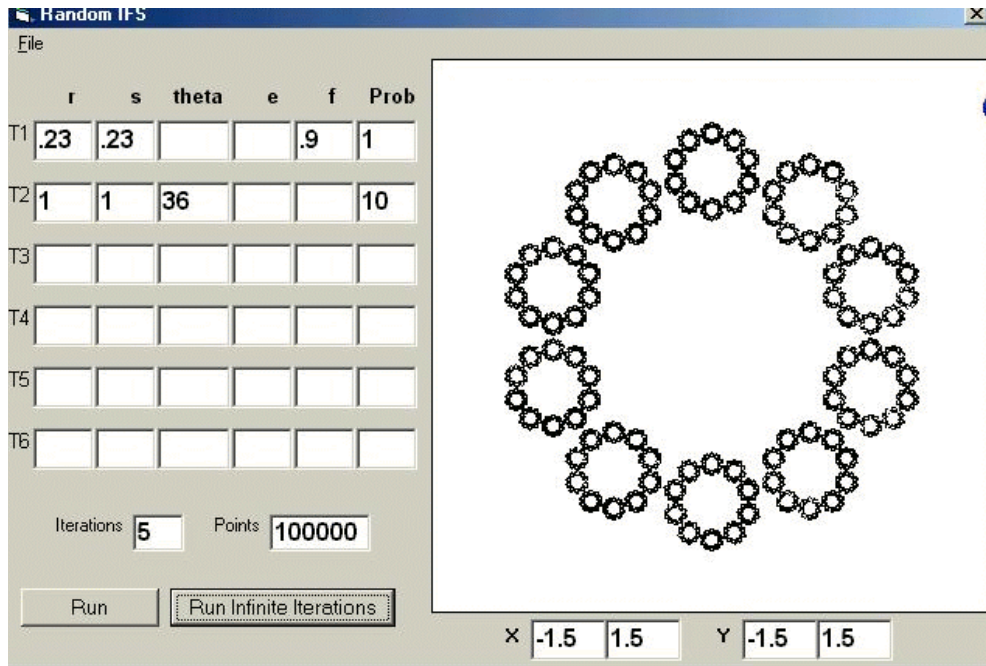 Random IFS
File
r s theta e f Prob
T1 .23 .23 .9 1
T2 1 1 36 10
T3
T4
T5
T6
Iterations 5 Points 100000
Run Run Infinite Iterations
X -1.5 1.5 Y -1.5 1.5